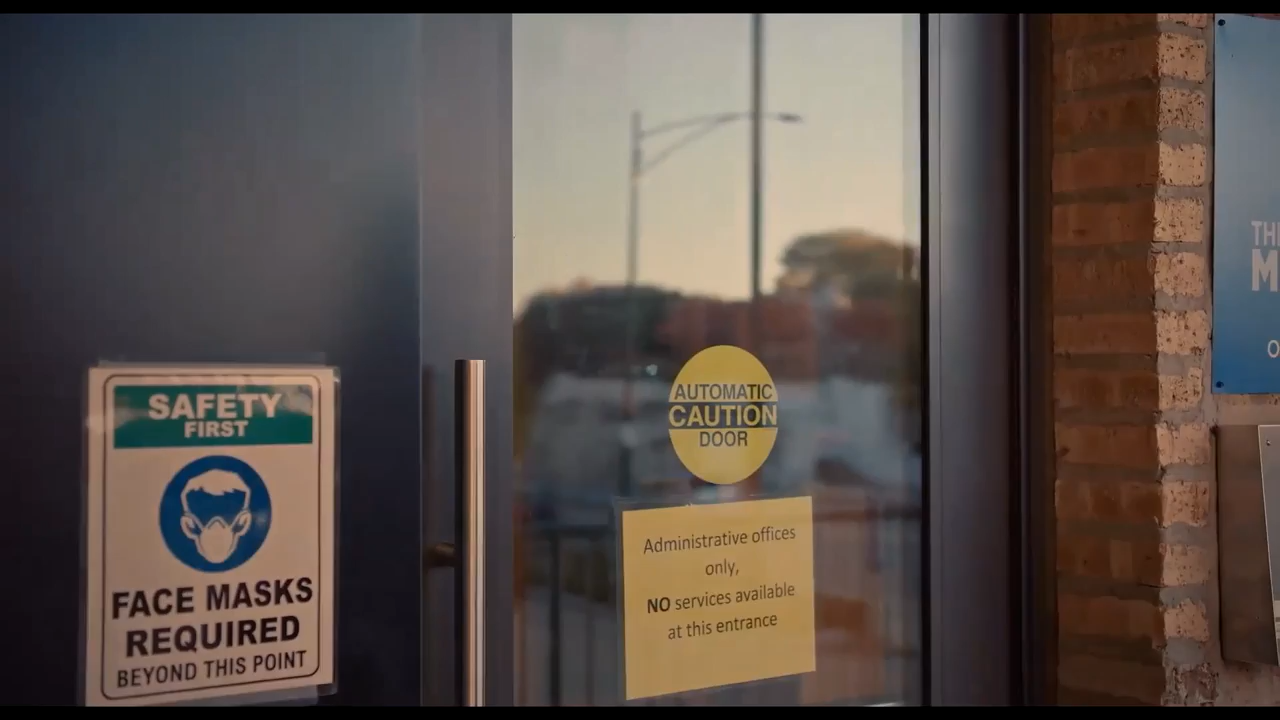 SAFETY
FIRST
FACE MASKS
REQUIRED
BEYOND THIS POINT
AUTOMATIC
CAUTION
DOOR
Administrative offices
only,
NO services available
at this entrance